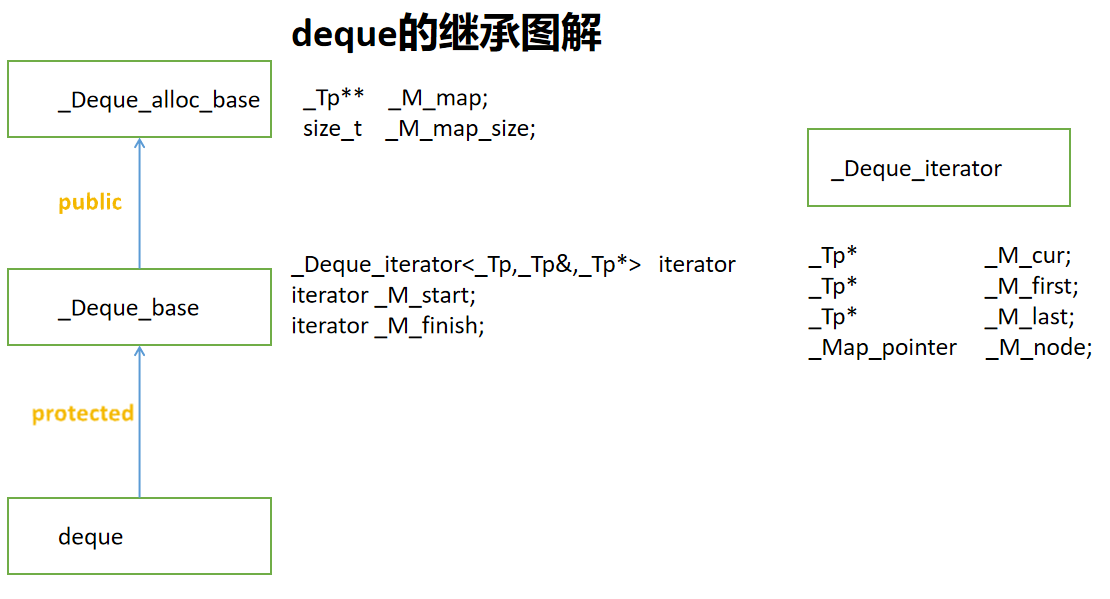 deque的继承图解
_Deque_alloc_base
_Tp** _M_map;
size_t _M_map_size;
public
_Deque_base
_Deque_iterator<_Tp,_Tp&,_Tp*> iterator
iterator _M_start;
iterator _M_finish;
protected
deque
_Deque_iterator
_Tp* _M_cur;
_Tp* _M_first;
_Tp* _M_last;
_Map_pointer _M_node;